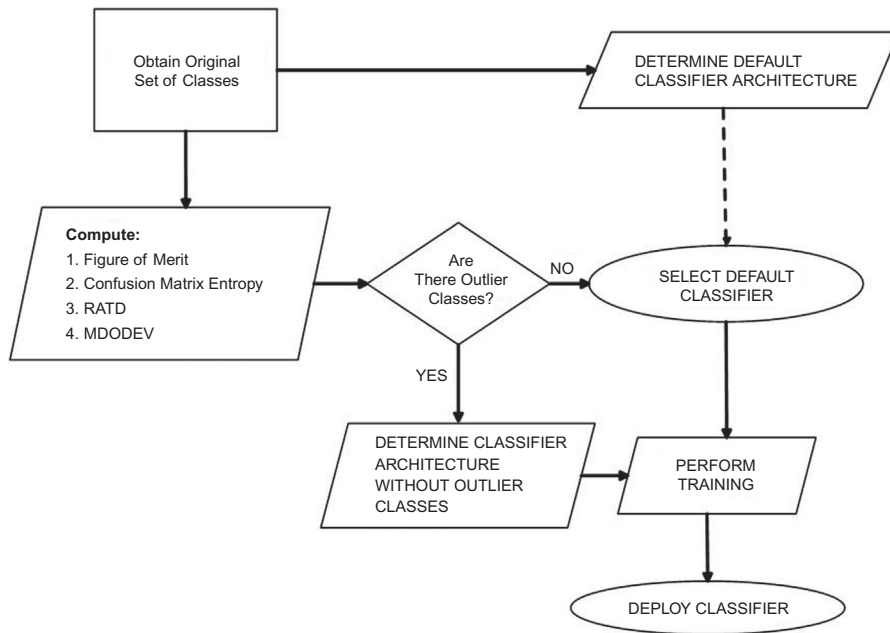 Obtain Original
Set of Classes
DETERMINE DEFAULT
CLASSIFIER ARCHITECTURE
Compute:
1. Figure of Merit
2. Confusion Matrix Entropy
3. RATD
4. MDODEV
Are
There Outlier
Classes?
NO
SELECT DEFAULT
CLASSIFIER
YES
DETERMINE CLASSIFIER
ARCHITECTURE
WITHOUT OUTLIER
CLASSES
PERFORM
TRAINING
DEPLOY CLASSIFIER